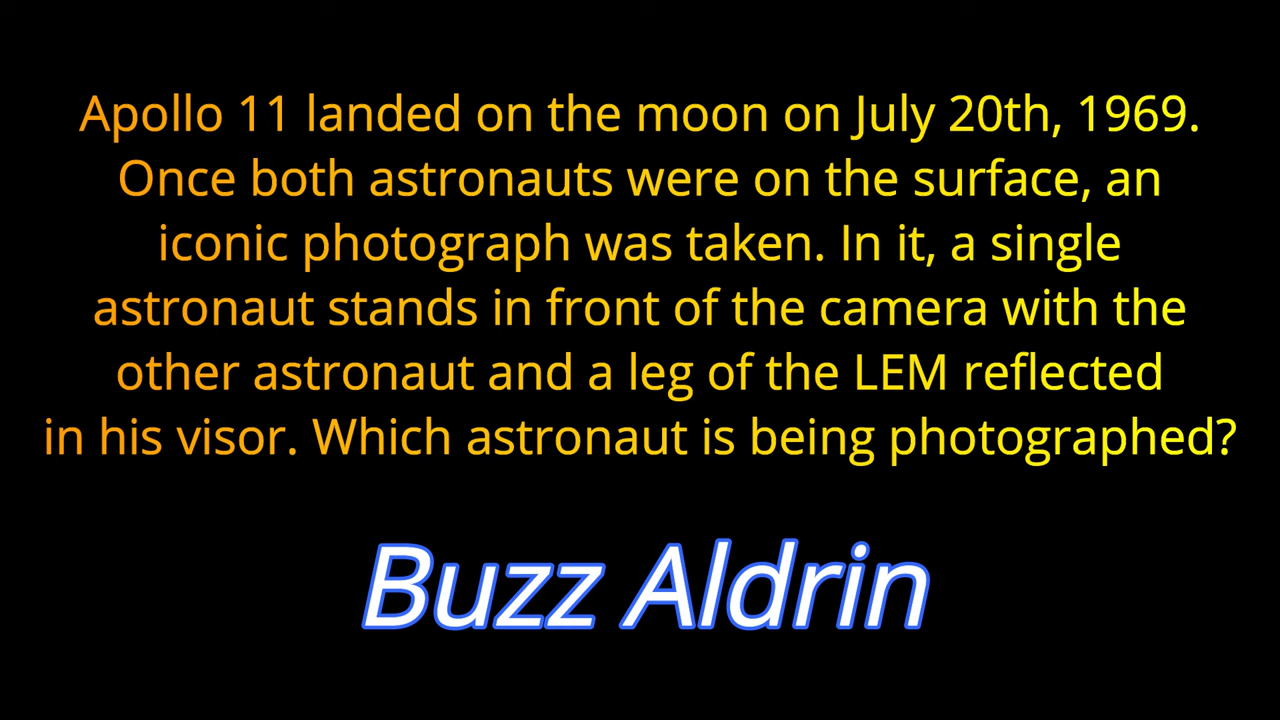 Apollo 11 landed on the moon on July 20th, 1969.
Once both astronauts were on the surface, an
iconic photograph was taken. In it, a single
astronaut stands in front of the camera with the
other astronaut and a leg of the LEM reflected
in his visor. Which astronaut is being photographed?
Buzz Aldrin